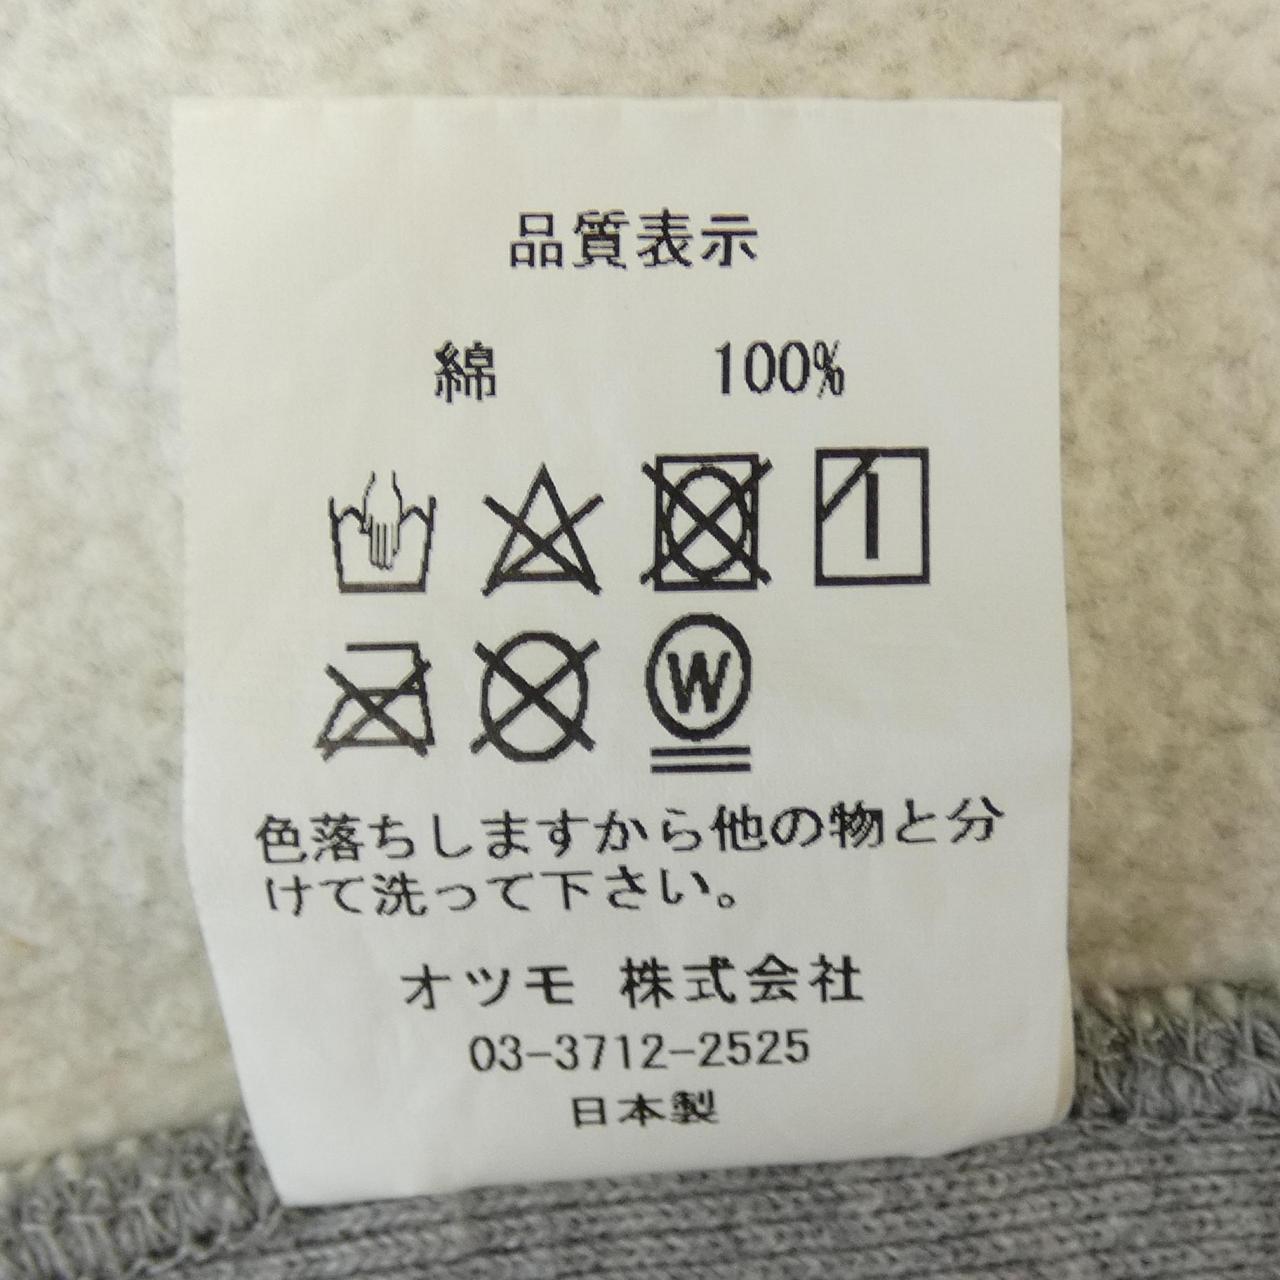 品質表示
綿 100%
W
色落ちしますから他の物と分
けて洗って下さい。
オツモ 株式会社
03-3712-2525
日本製